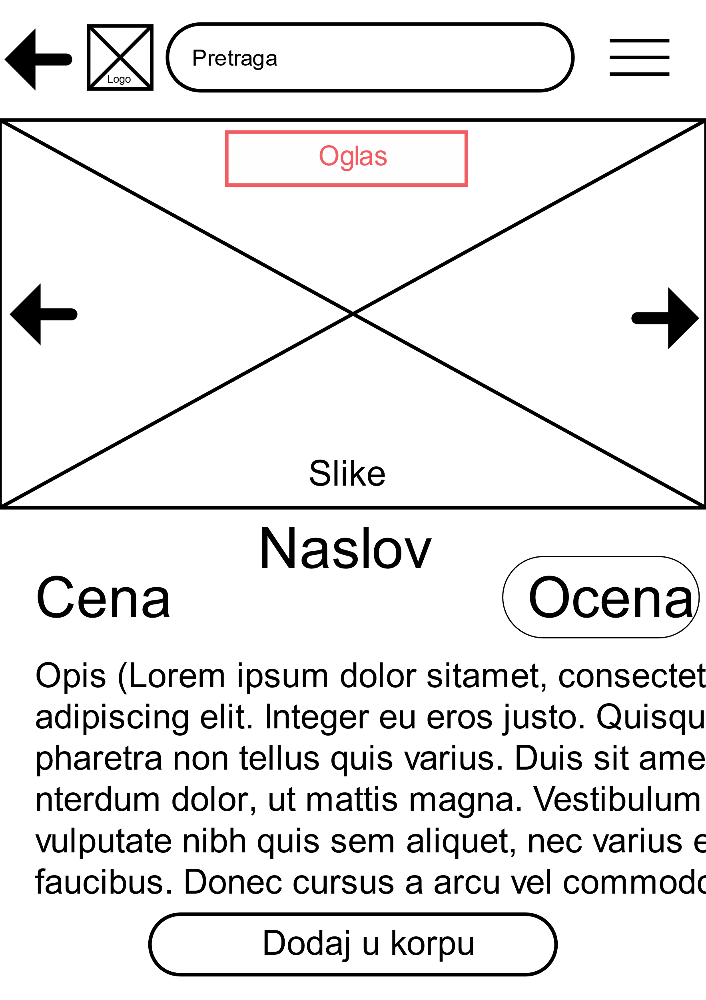 Logo
Pretraga
Oglas
Slike
Naslov
Cena
Ocena
Opis (Lorem ipsum dolor sitamet, consectet
adipiscing elit. Integer eu eros justo. Quisqu
pharetra non tellus quis varius. Duis sit ame
nterdum dolor, ut mattis magna. Vestibulum
vulputate nibh quis sem aliquet, nec varius e
faucibus. Donec cursus a arcu vel commodo
Dodaj u korpu